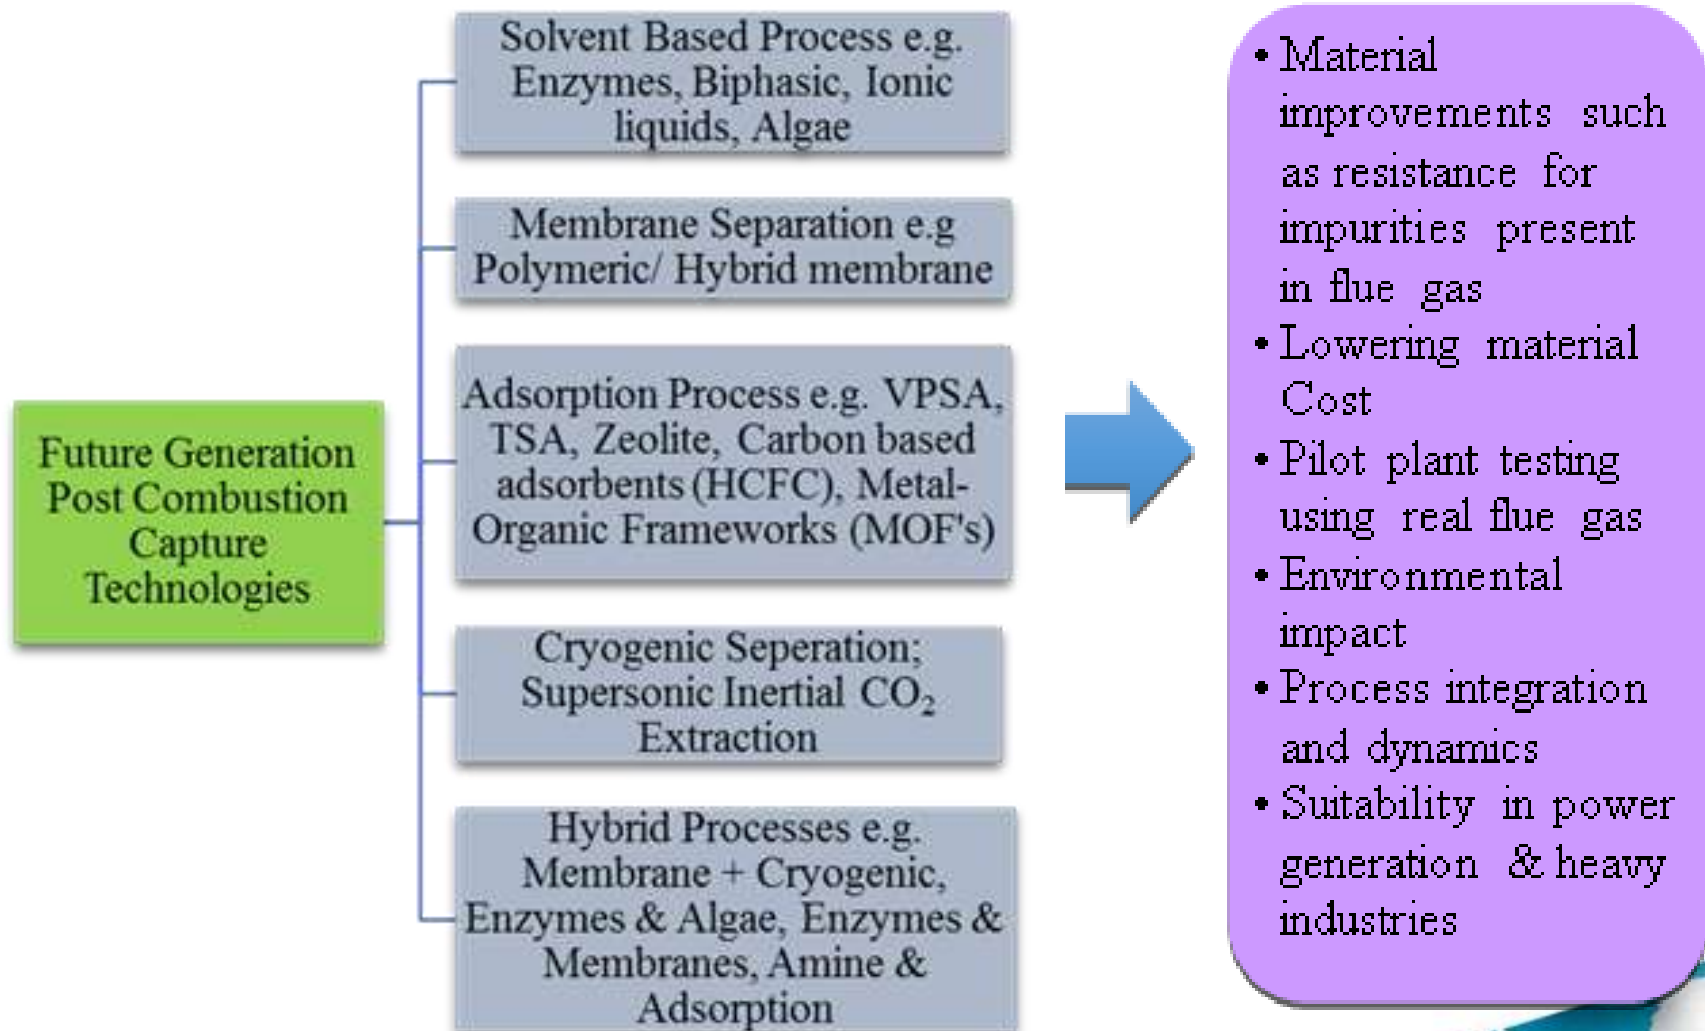 Future Generation
Post Combustion
Capture
Technologies
Solvent Based Process e.g.
Enzymes, Biphasic, Ionic
liquids, Algae
Membrane Separation e.g
Polymeric/ Hybrid membrane
Adsorption Process e.g. VPSA,
TSA, Zeolite, Carbon based
adsorbents (HCFC), Metal-
Organic Frameworks (MOF's)
Cryogenic Seperation;
Supersonic Inertial CO₂
Extraction
Hybrid Processes e.g.
Membrane + Cryogenic,
Enzymes & Algae, Enzymes &
Membranes, Amine &
Adsorption
• Material
improvements such
as resistance for
impurities present
in flue gas
• Lowering material
Cost
• Pilot plant testing
using real flue gas
• Environmental
impact
• Process integration
and dynamics
• Suitability in power
generation & heavy
industries